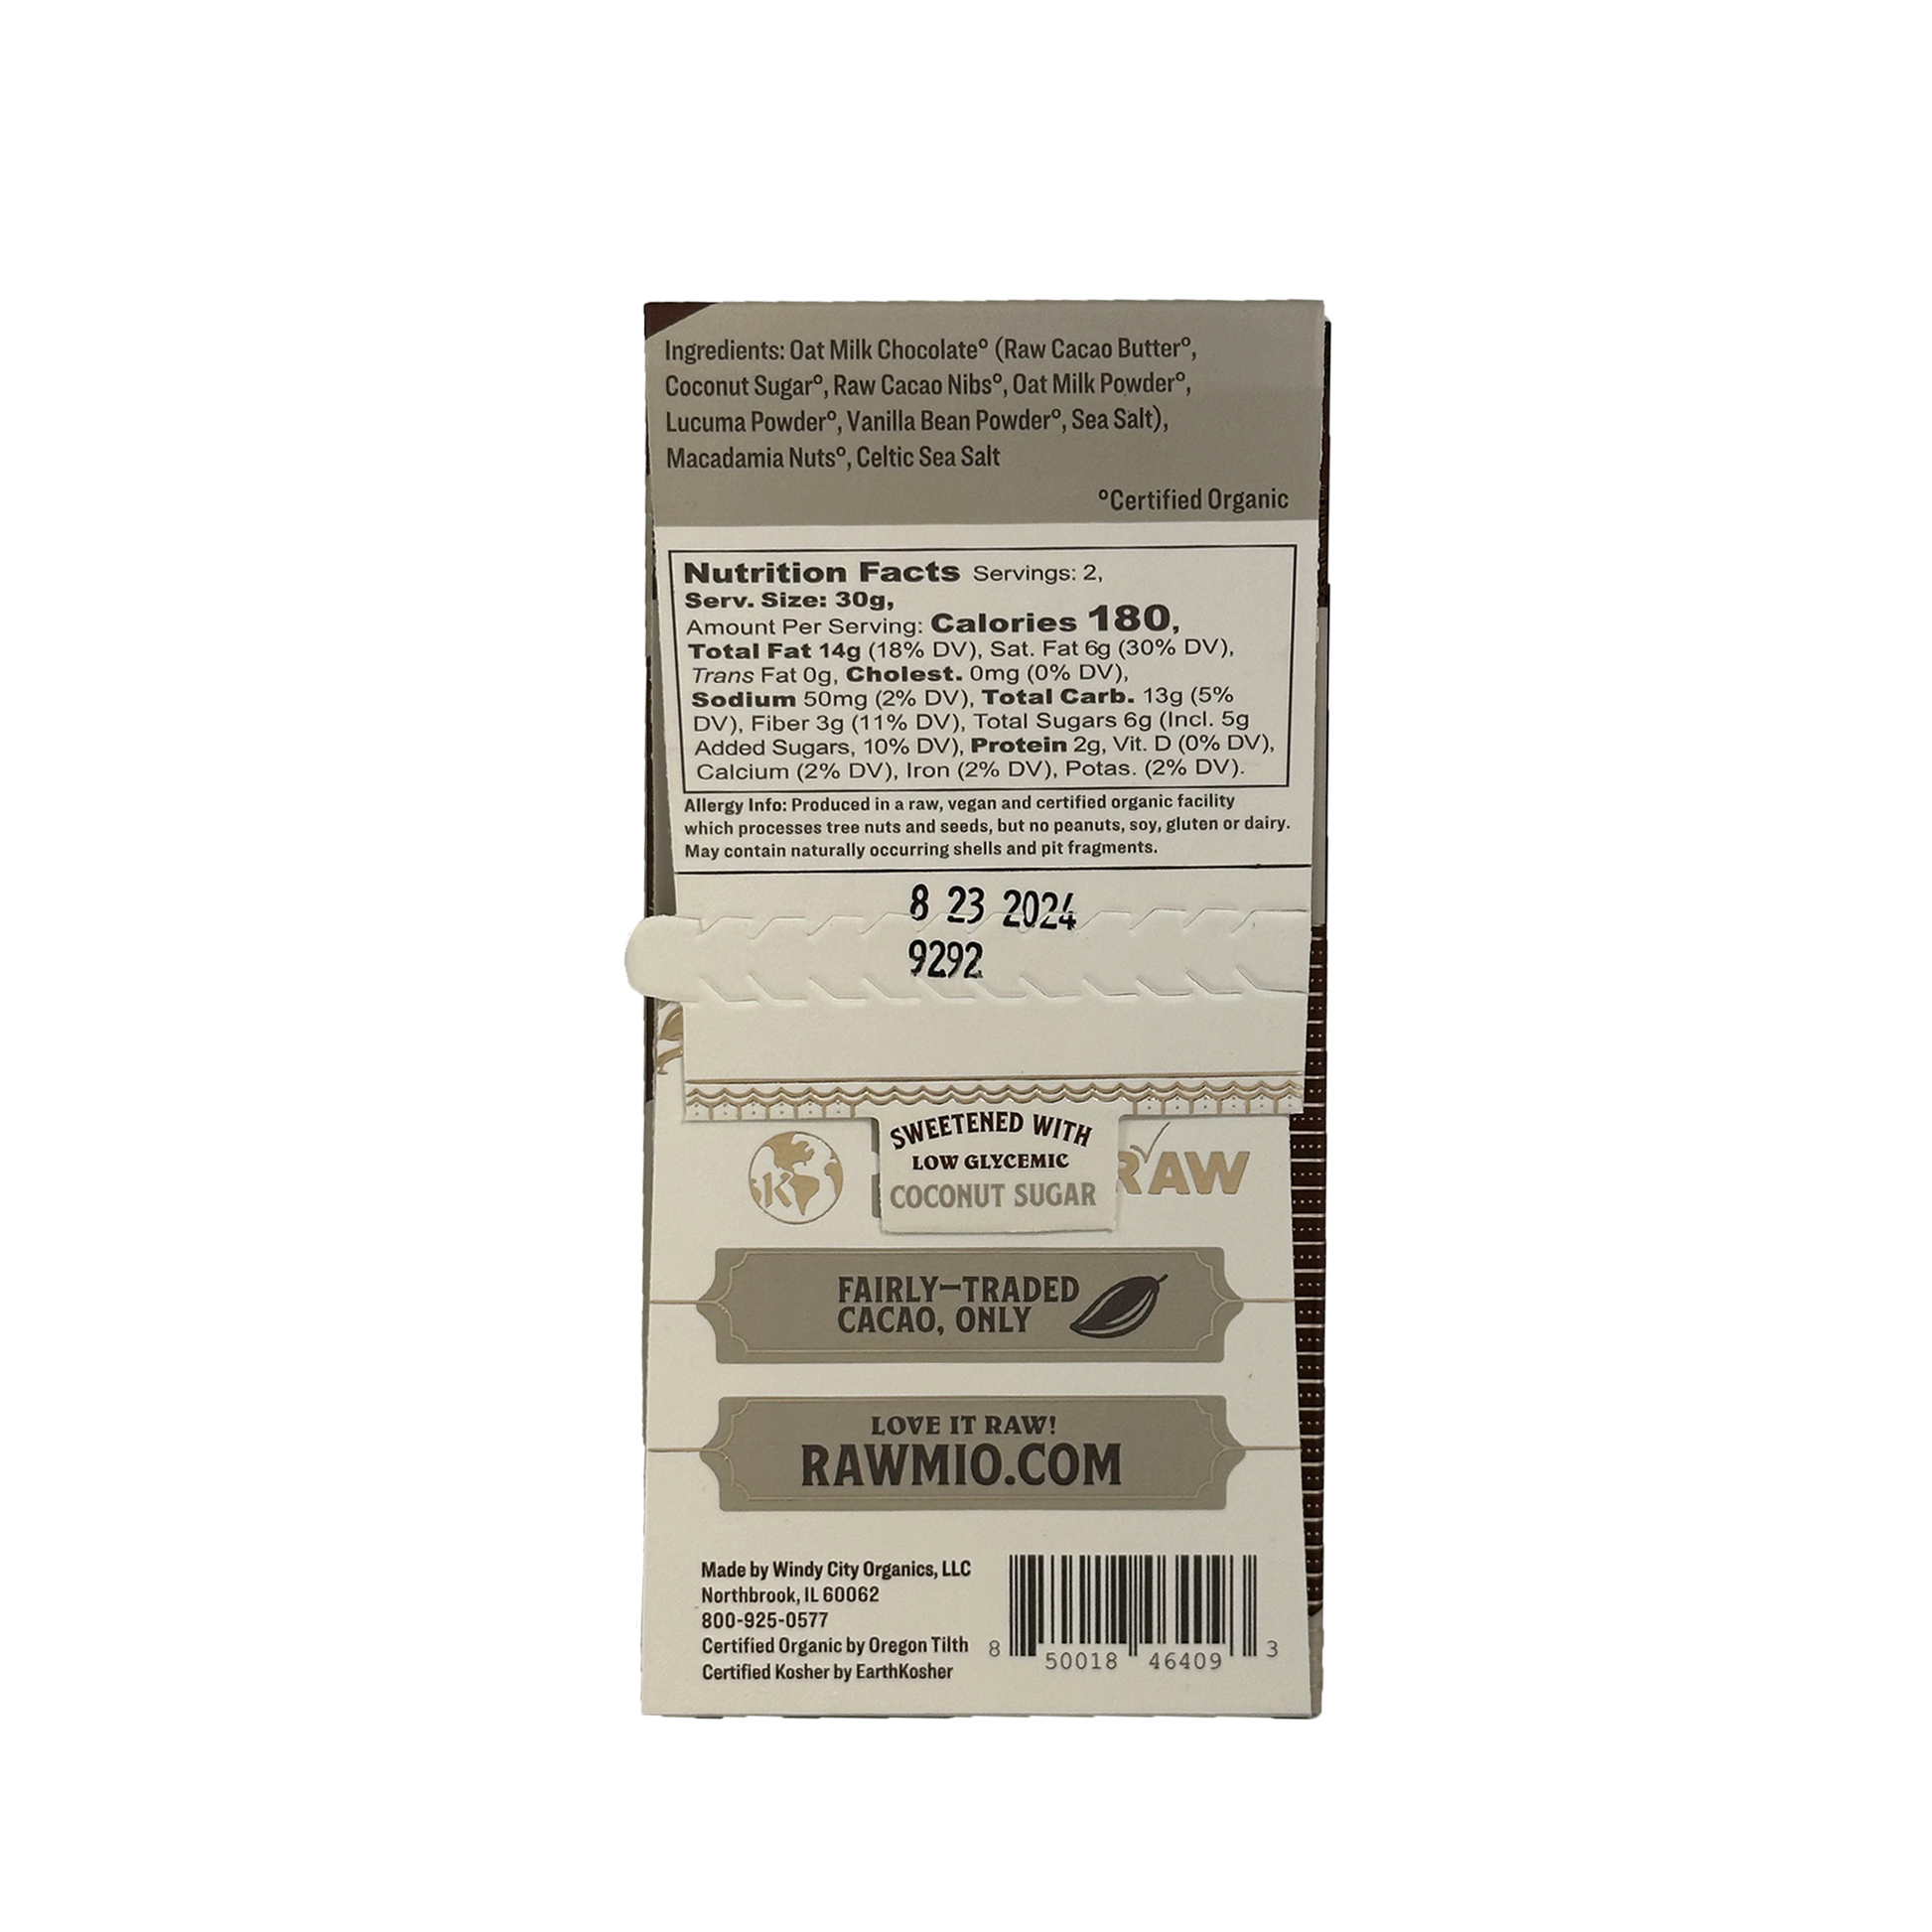 Ingredients: Oat Milk Chocolate° (Raw Cacao Butter°,
Coconut Sugar°, Raw Cacao Nibs°, Oat Milk Powder°,
Lucuma Powder°, Vanilla Bean Powder°, Sea Salt),
Macadamia Nuts°, Celtic Sea Salt
°Certified Organic
Nutrition Facts Servings: 2,
Serv. Size: 30g,
Amount Per Serving: Calories 180,
Total Fat 14g (18% DV), Sat. Fat 6g (30% DV),
Trans Fat 0g, Cholest. 0mg (0% DV),
Sodium 50mg (2% DV), Total Carb. 13g (5%
DV), Fiber 3g (11% DV), Total Sugars 6g (Incl. 5g
Added Sugars, 10% DV), Protein 2g, Vit. D (0% DV),
Calcium (2% DV), Iron (2% DV), Potas. (2% DV).
Allergy Info: Produced in a raw, vegan and certified organic facility
which processes tree nuts and seeds, but no peanuts, soy, gluten or dairy.
May contain naturally occurring shells and pit fragments.
8 23 2024
9292
SWEETENED WITH
LOW GLYCEMIC
COCONUT SUGAR
K
RAW
FAIRLY-TRADED
CACAO, ONLY
LOVE IT RAW!
RAWMIO.COM
Made by Windy City Organics, LLC
Northbrook, IL 60062
800-925-0577
Certified Organic by Oregon Tilth
Certified Kosher by EarthKosher
8 50018 46409 3